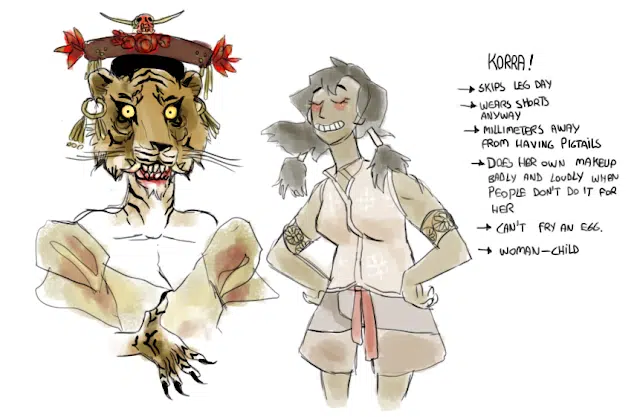 KORRA!
→ SKIPS LEG DAY
→ WEARS SHORTS
ANYWAY
→ MILLIMETERS AWAY
FROM HAVING PIGTAILS
→ DOES HER OWN MAKEUP
BADLY AND LOUDLY WHEN
PEOPLE DON'T DO IT FOR
HER
→ CAN'T FRY AN EGG.
→ WOMAN-CHILD